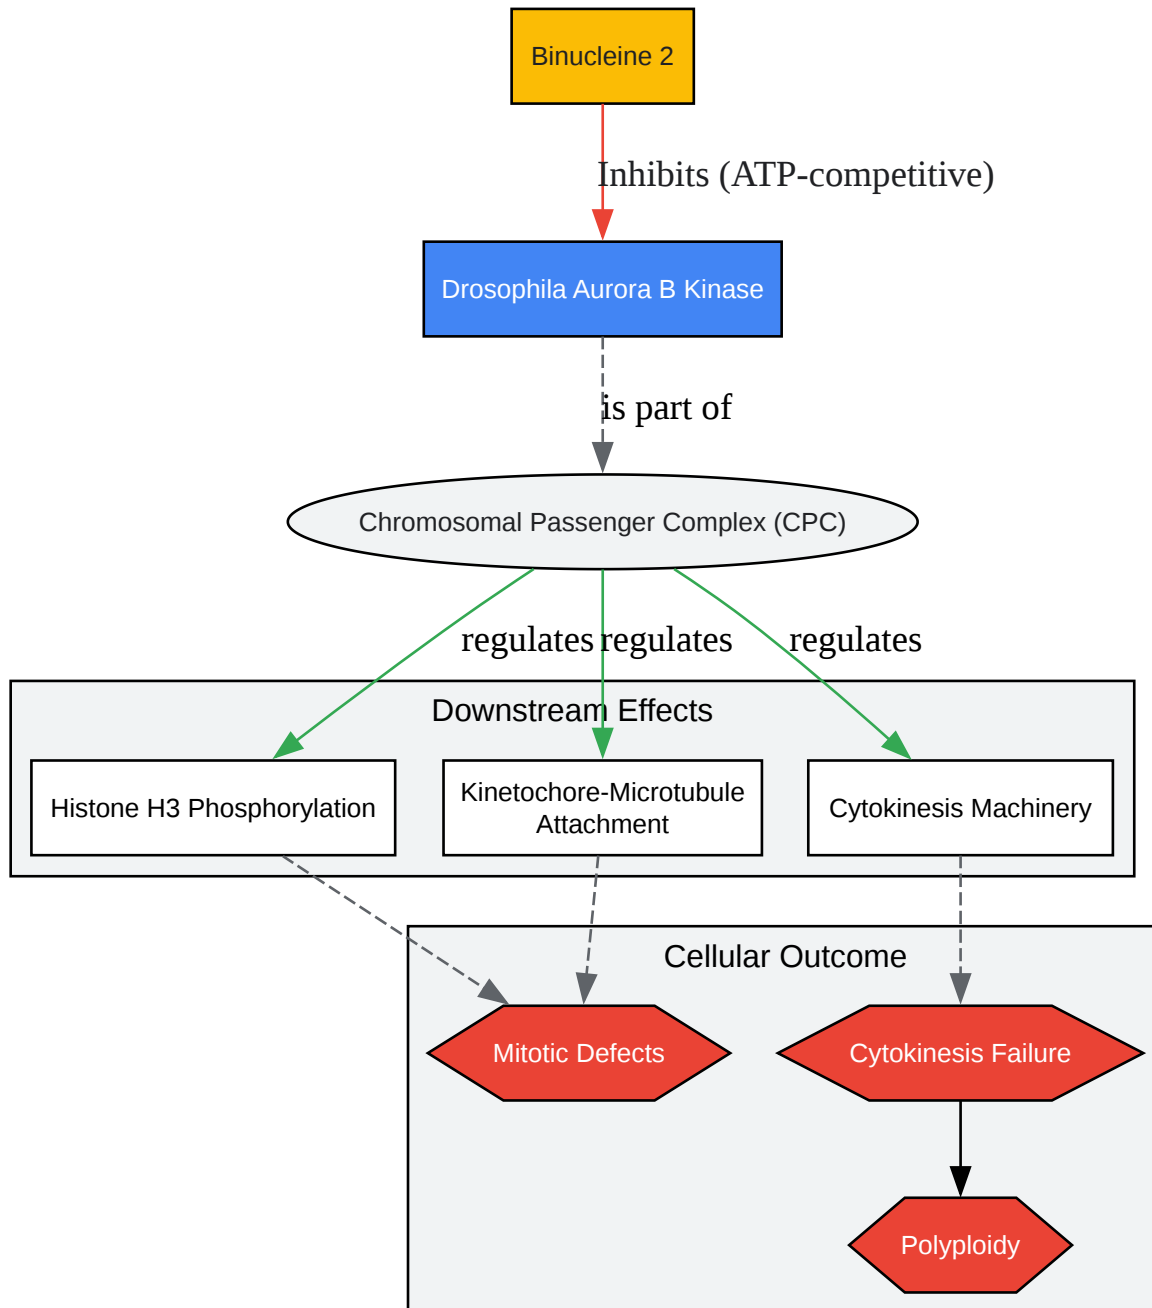 Binucleine 2
Inhibits (ATP-competitive)
Drosophila Aurora B Kinase
is part of
Chromosomal Passenger Complex (CPC)
regulates
regulates
regulates
Downstream Effects
Histone H3 Phosphorylation
Kinetochore-Microtubule
Attachment
Cytokinesis Machinery
Cellular Outcome
Mitotic Defects
Cytokinesis Failure
Polyploidy